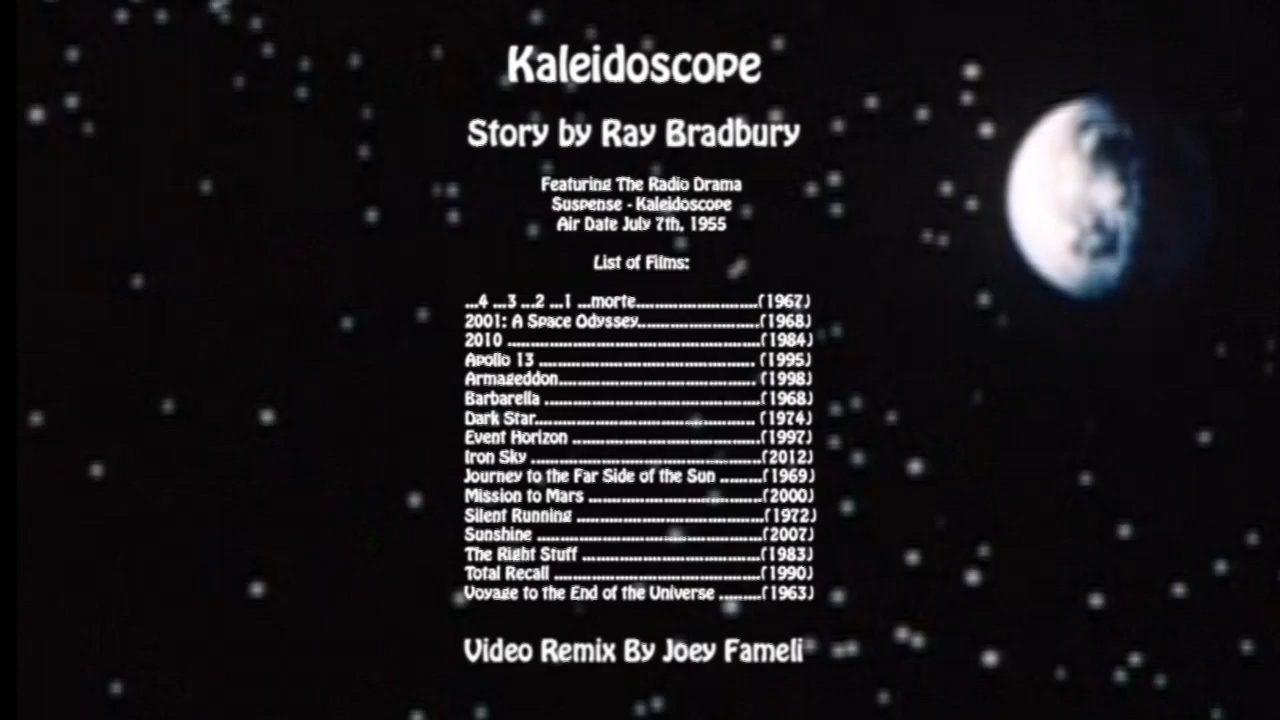 Kaleidoscope
Story by Ray Bradbury
Featuring The Radio Drama
Suspense - Kaleidoscope
Air Date July 7th, 1955
List of Films:
...4 ...3 ...2 ...1 ...morte..........................(1967)
2001: A Space Odyssey..........................(1968)
2010 ......................................................(1984)
Apollo 13 .............................................. (1995)
Armageddon.......................................... (1998)
Barbarella ..............................................(1968)
Dark Star............................................... (1974)
Event Horizon ........................................(1997)
Iron Sky .................................................(2012)
Journey to the Far Side of the Sun .........(1969)
Mission to Mars .....................................(2000)
Silent Running ........................................(1972)
Sunshine ................................................(2007)
The Right Stuff ......................................(1983)
Total Recall ............................................(1990)
Voyage to the End of the Universe .........(1963)
Video Remix By Joey Fameli